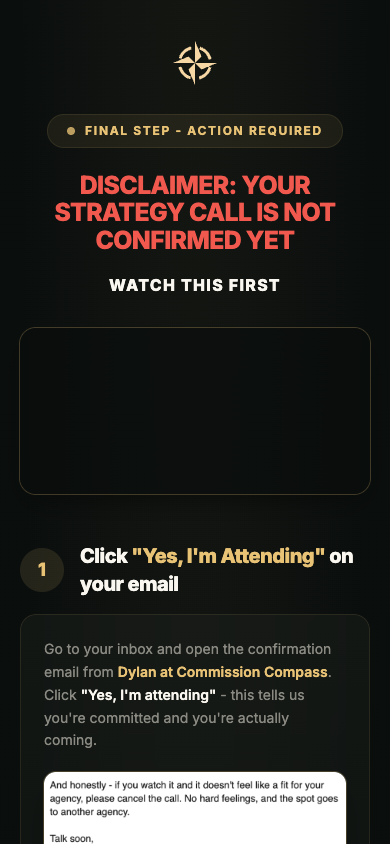 FINAL STEP - ACTION REQUIRED
DISCLAIMER: YOUR
STRATEGY CALL IS NOT
CONFIRMED YET
WATCH THIS FIRST
1
Click "Yes, I'm Attending" on
your email
Go to your inbox and open the confirmation
email from Dylan at Commission Compass.
Click "Yes, I'm attending" - this tells us
you're committed and you're actually
coming.
And honestly - if you watch it and it doesn't feel like a fit for your
agency, please cancel the call. No hard feelings, and the spot goes
to another agency.
Talk soon,